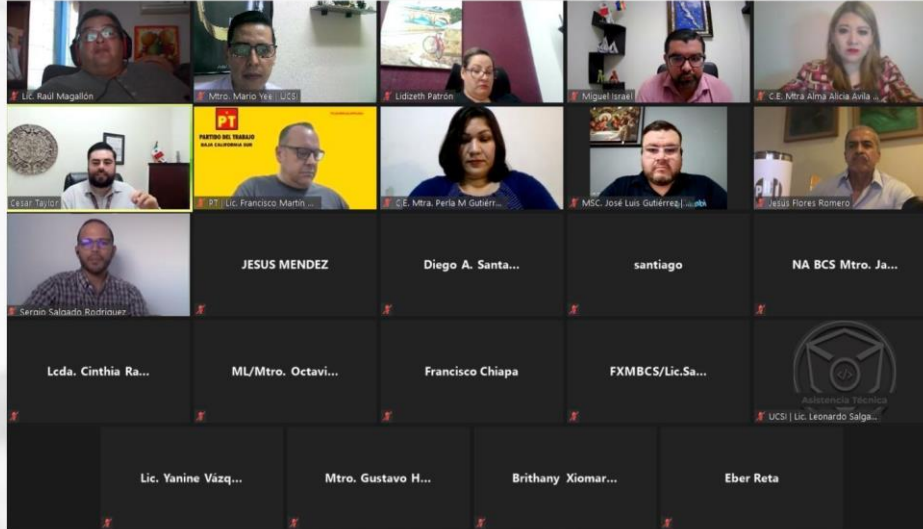 Lic. Raúl Magallón
Mtro. Mario Yee - UCSI
Lidizeth Patrón
Miguel Israel
C.E. Mtra Alma Alicia Avila ...
PT
PARTIDO DEL TRABAJO
BAJA CALIFORNIA SUR
Cesar Taylor
PT | Lic. Francisco Martín ...
C.E. Mtra. Perla M Gutiérr...
MSC. José Luis Gutiérrez |...
Jesús Flores Romero
Sergio Salgado Rodriguez
JESUS MENDEZ
Diego A. Santa...
santiago
NA BCS Mtro. Ja...
Lcda. Cinthia Ra...
ML/Mtro. Octavi...
Francisco Chiapa
FXMBCS/Lic.Sa...
</>
Asistencia Técnica
UCSI | Lic. Leonardo Salga...
Lic. Yanine Vázq...
Mtro. Gustavo H...
Brithany Xiomar...
Eber Reta